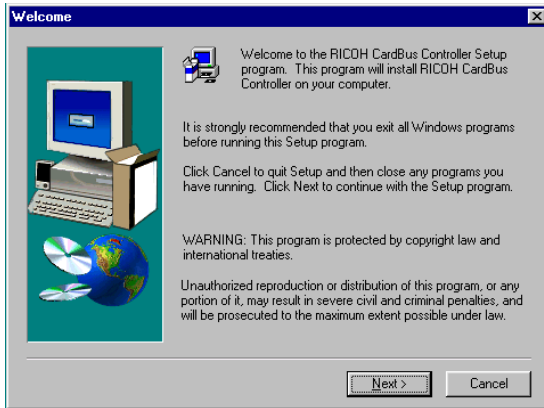 Welcome
Welcome to the RICOH CardBus Controller Setup
program. This program will install RICOH CardBus
Controller on your computer.
It is strongly recommended that you exit all Windows programs
before running this Setup program.
Click Cancel to quit Setup and then close any programs you
have running. Click Next to continue with the Setup program.
WARNING: This program is protected by copyright law and
international treaties.
Unauthorized reproduction or distribution of this program, or any
portion of it, may result in severe civil and criminal penalties, and
will be prosecuted to the maximum extent possible under law.
Next >
Cancel